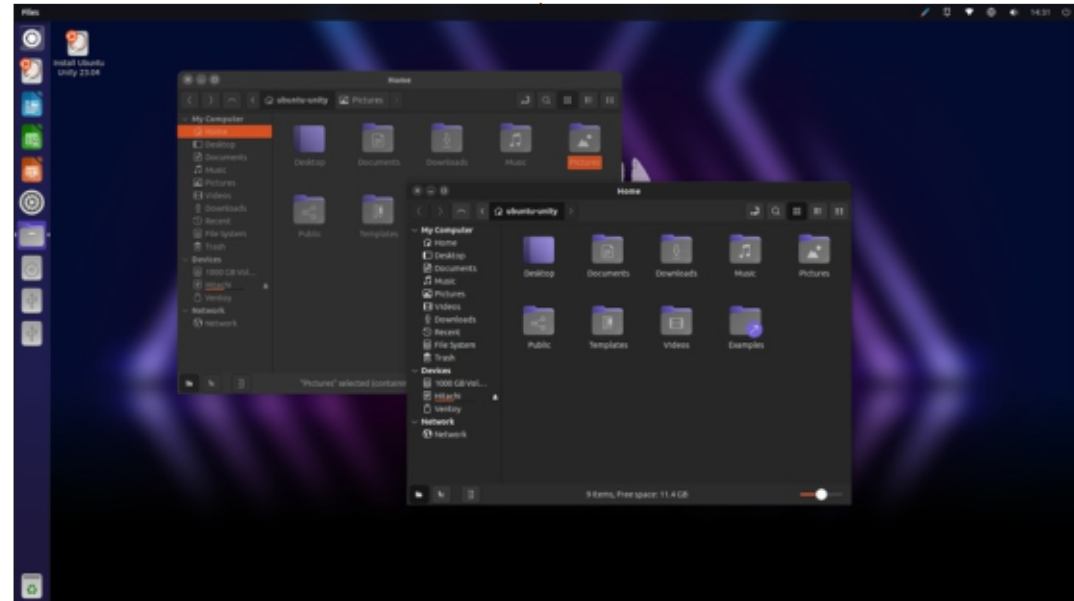 Files
14:31
Install Ubuntu
Unity 23.04
Home
ubuntu-unity
Pictures
My Computer
Home
Desktop
Documents
Music
Pictures
Videos
Downloads
Recent
File System
Trash
Devices
1000 GB Vol...
Hitachi
Ventoy
Network
Network
Desktop
Documents
Downloads
Music
Pictures
Public
Templates
"Pictures" selected (contain
Home
ubuntu-unity
My Computer
Home
Desktop
Documents
Music
Pictures
Videos
Downloads
Recent
File System
Trash
Devices
1000 GB Vol...
Hitachi
Ventoy
Network
Network
Desktop
Documents
Downloads
Music
Pictures
Public
Templates
Videos
Examples
9 items, Free space: 11.4 GB